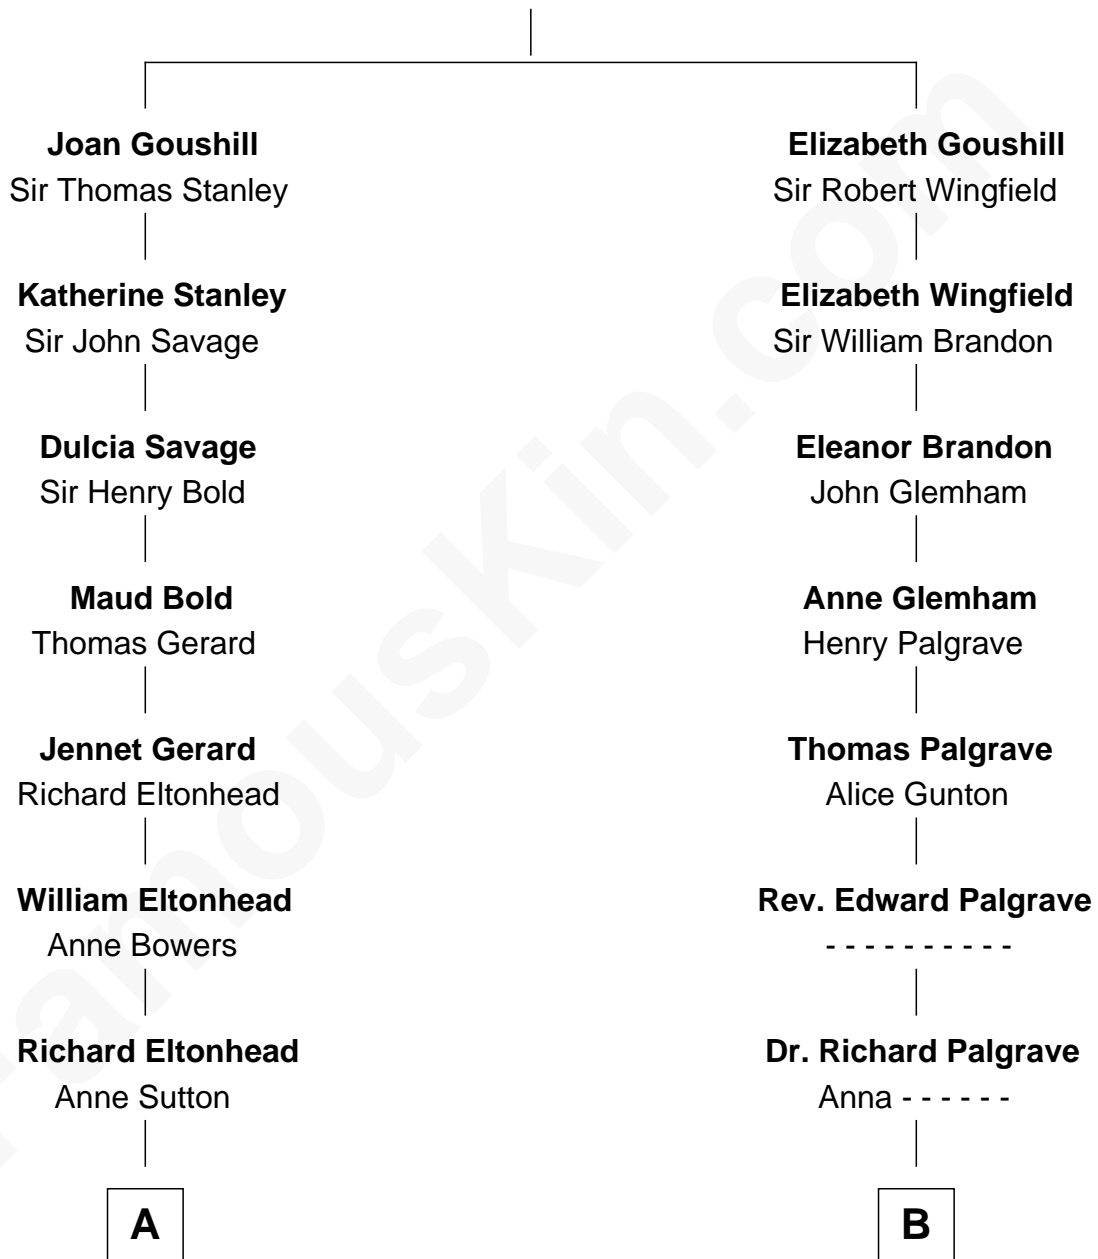 Joan Goushill
Sir Thomas Stanley
Katherine Stanley
Sir John Savage
Dulcia Savage
Sir Henry Bold
Maud Bold
Thomas Gerard
Jennet Gerard
Richard Eltonhead
William Eltonhead
Anne Bowers
Richard Eltonhead
Anne Sutton
A
Elizabeth Goushill
Sir Robert Wingfield
Elizabeth Wingfield
Sir William Brandon
Eleanor Brandon
John Glemham
Anne Glemham
Henry Palgrave
Thomas Palgrave
Alice Gunton
Rev. Edward Palgrave
- - - - - - - - - -
Dr. Richard Palgrave
Anna - - - - - -
B
FamousKin.com